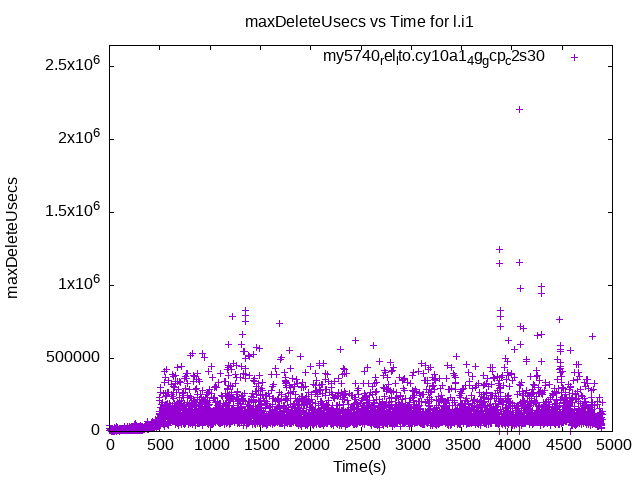 maxDeleteUsecs vs Time for l.i1
my5740_rel_lto.cy10a1_4g_gcp_c2s30
2.5x10^6
2x10^6
1.5x10^6
1x10^6
500000
0
maxDeleteUsecs
0 500 1000 1500 2000 2500 3000 3500 4000 4500 5000
Time(s)